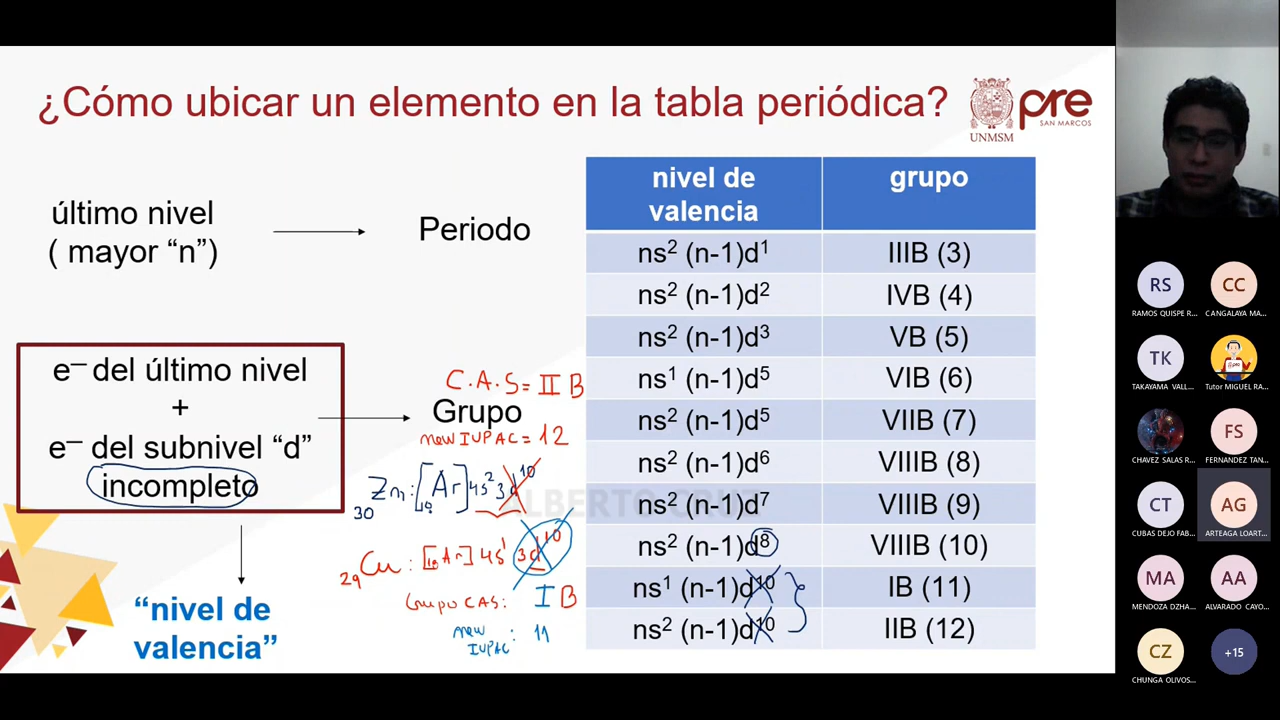 ¿Cómo ubicar un elemento en la tabla periódica?
UNMSM
pre
SAN MARCOS
último nivel
( mayor “n”)
Periodo
e⁻ del último nivel
+
e⁻ del subnivel “d”
incompleto
“nivel de
valencia”
C.A.S = II B
Grupo
new IUPAC = 12
₃₀Zn: [₁₈Ar] 4s² 3d¹⁰
₂₉Cu: [₁₈Ar] 4s¹ 3d¹⁰
Grupo CAS: I B
new
IUPAC: 11
ALBERTO CRUZ
nivel de valencia grupo
ns² (n-1)d¹ IIIB (3)
ns² (n-1)d² IVB (4)
ns² (n-1)d³ VB (5)
ns¹ (n-1)d⁵ VIB (6)
ns² (n-1)d⁵ VIIB (7)
ns² (n-1)d⁶ VIIIB (8)
ns² (n-1)d⁷ VIIIB (9)
ns² (n-1)d⁸ VIIIB (10)
ns¹ (n-1)d¹⁰ IB (11)
ns² (n-1)d¹⁰ IIB (12)
RS CC
RAMOS QUISPE R... CANGALAYA MA...
TK
TAKAYAMA VALL... Tutor MIGUEL RA...
FS
CHAVEZ SALAS R... FERNANDEZ TAN...
CT AG
CUBAS DEJO FAB... ARTEAGA LOART...
MA AA
MENDOZA DZHA... ALVARADO CAYO...
CZ +15
CHUNGA OLIVOS...